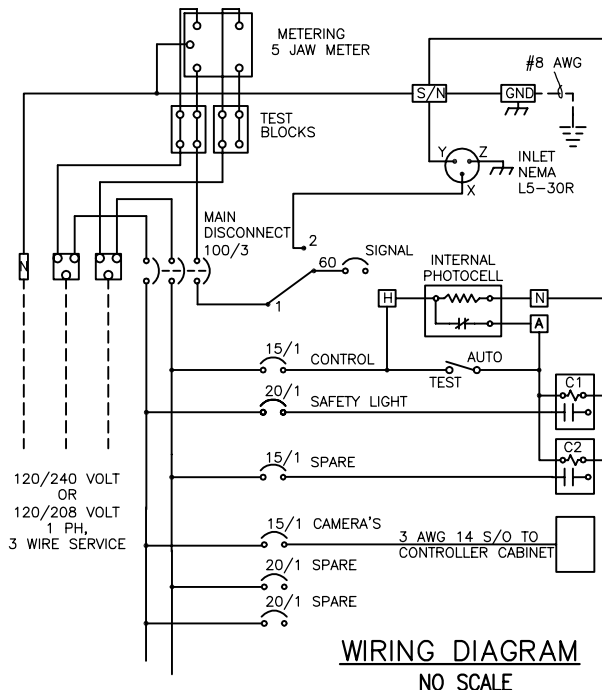 METERING
5 JAW METER
#8 AWG
S/N
GND
TEST
BLOCKS
Y
Z
X
INLET
NEMA
L5-30R
MAIN
DISCONNECT
100/3
2
60
SIGNAL
1
N
INTERNAL
PHOTOCELL
H
N
A
15/1
CONTROL
AUTO
TEST
20/1
SAFETY LIGHT
C1
15/1 SPARE
C2
120/240 VOLT
OR
120/208 VOLT
1 PH,
3 WIRE SERVICE
15/1 CAMERA'S
3 AWG 14 S/O TO
CONTROLLER CABINET
20/1 SPARE
20/1 SPARE
WIRING DIAGRAM
NO SCALE